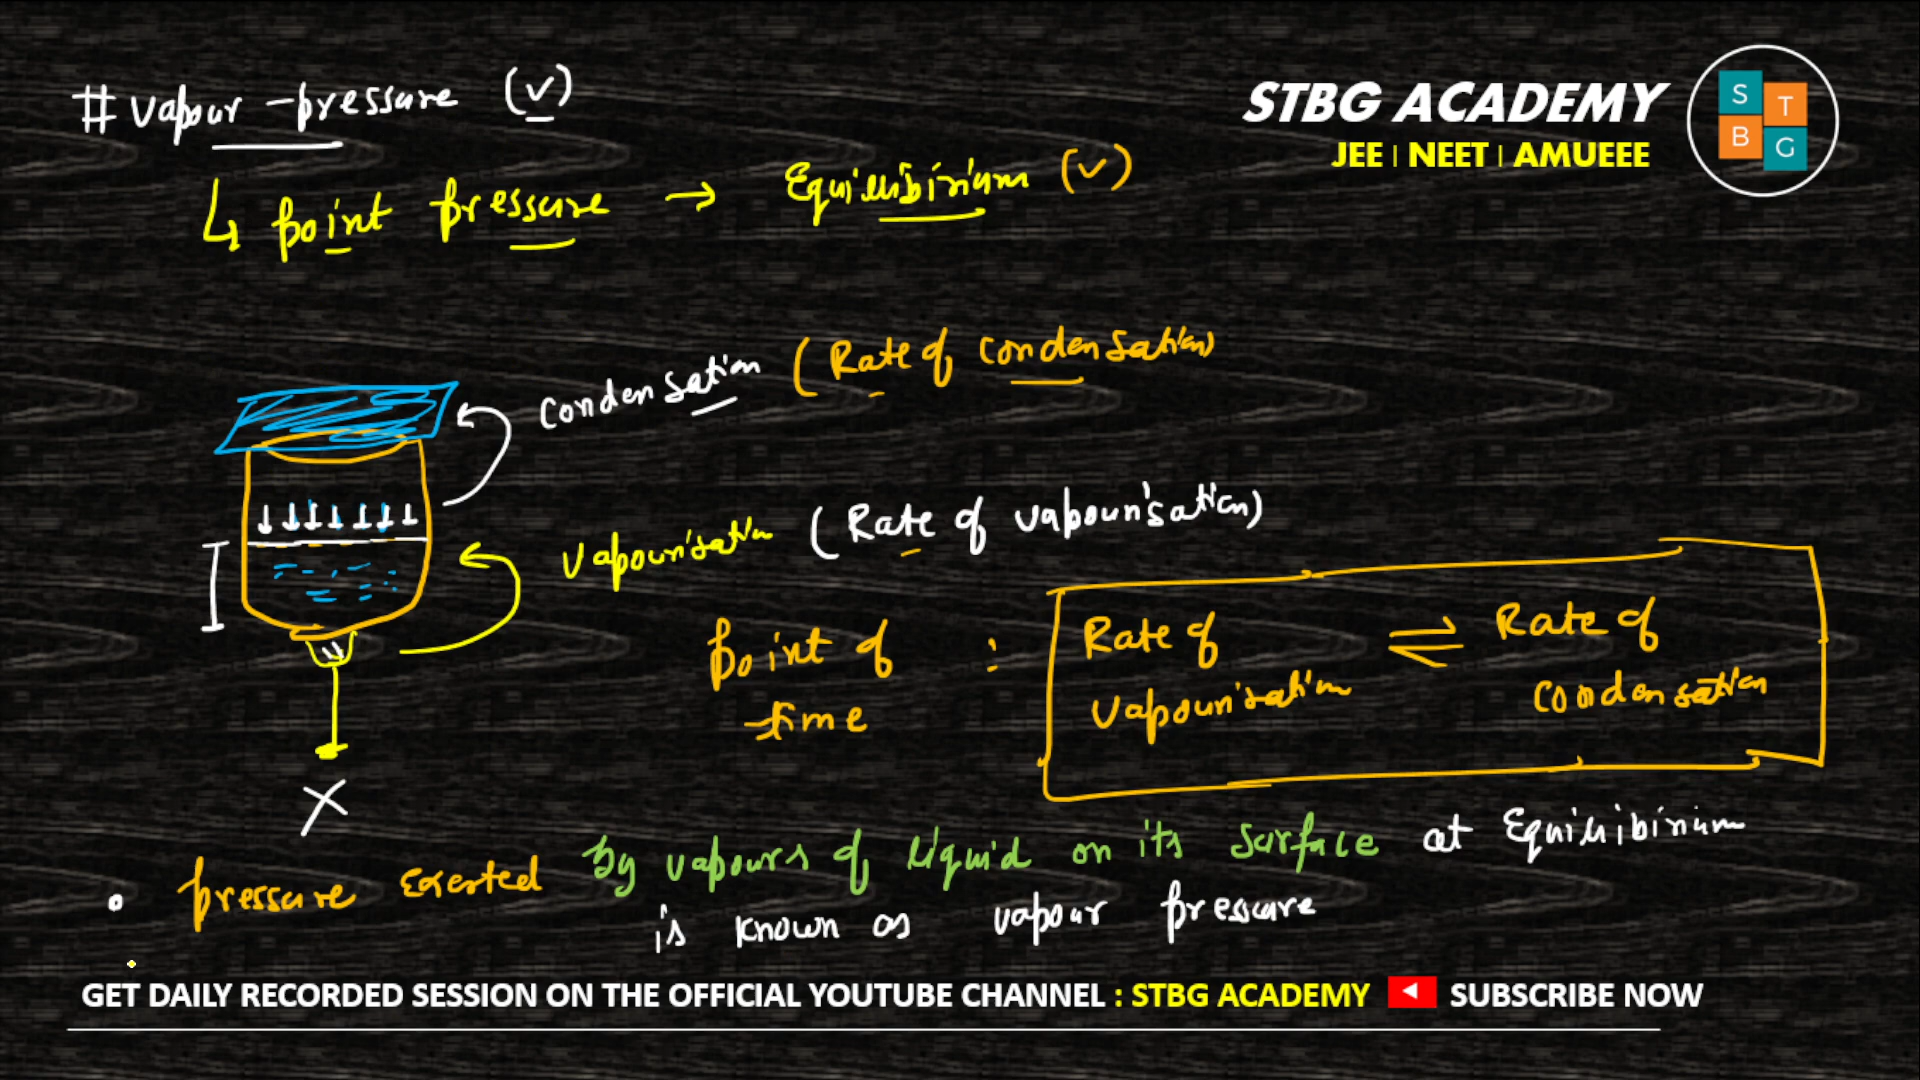 # vapour - pressure (v)
↳ point pressure → Equilibirium (v)
STBG ACADEMY
JEE | NEET | AMUEEE
S T
B G
condensation (Rate of condensation)
vapourisation (Rate of vapourisation)
point of time : Rate of vapourisation ⇌ Rate of condensation
• pressure exerted by vapours of liquid on its surface at Equilibirium
is known as vapour pressure
GET DAILY RECORDED SESSION ON THE OFFICIAL YOUTUBE CHANNEL : STBG ACADEMY SUBSCRIBE NOW